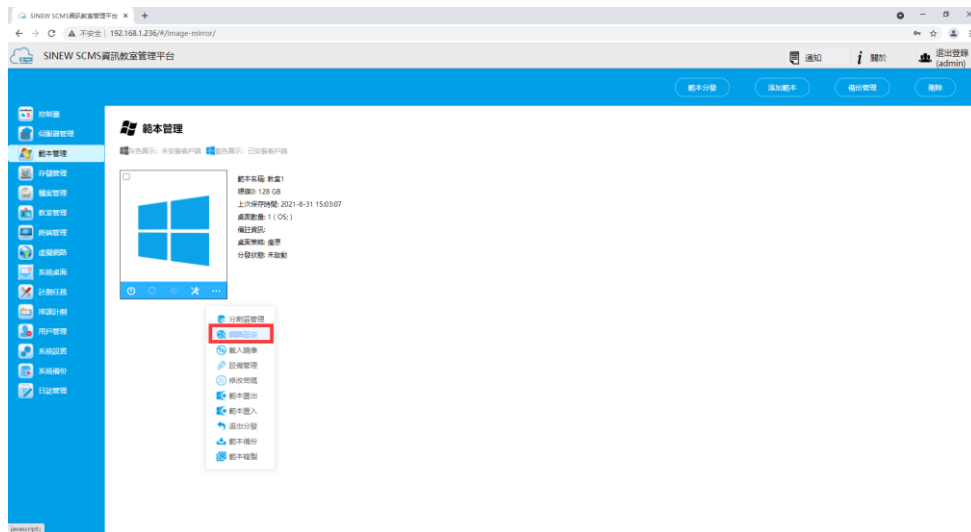 SINEW SCMS資訊教室管理平台
不安全 | 192.168.1.236/#/image-mirror/
SINEW SCMS資訊教室管理平台
通知
關於
退出登錄
(admin)
範本分發
添加範本
備份管理
刪除
控制臺
伺服器管理
範本管理
存儲管理
檔案管理
教室管理
終端管理
虛擬網路
系統桌面
計劃任務
排課計劃
用戶管理
系統設置
系統備份
日誌管理
範本管理
灰色展示: 未安裝客戶端 藍色展示: 已安裝客戶端
範本名稱: 教室1
硬碟0: 128 GB
上次保存時間: 2021-8-31 15:03:07
桌面數量: 1 ( OS; )
備註資訊:
桌面策略: 還原
分發狀態: 未啟動
分割區管理
網路設定
載入鏡像
設備管理
修改密碼
範本匯出
範本匯入
退出分發
範本備份
範本複製
javascript: